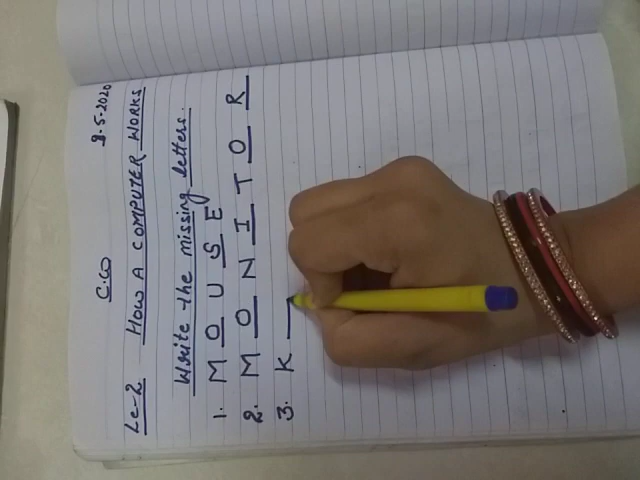 C.W 9-5-2020
Le-2 HOW A COMPUTER WORKS
Write the missing letters.
1. M O U S E
2. M O N I T O R
3. K _